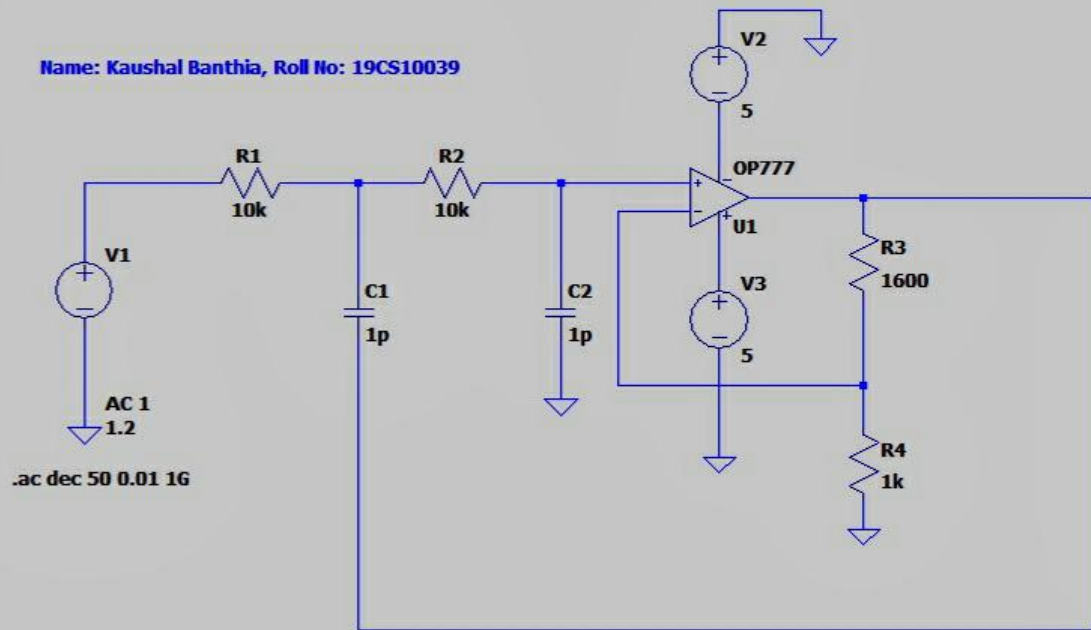 V2
Name: Kaushal Banthia, Roll No: 19CS10039
+
−
5
R1
R2
OP777
10k
10k
+
−
−
+
U1
V1
+
−
R3
1600
C1
1p
C2
1p
V3
+
−
5
AC 1
1.2
R4
1k
.ac dec 50 0.01 1G